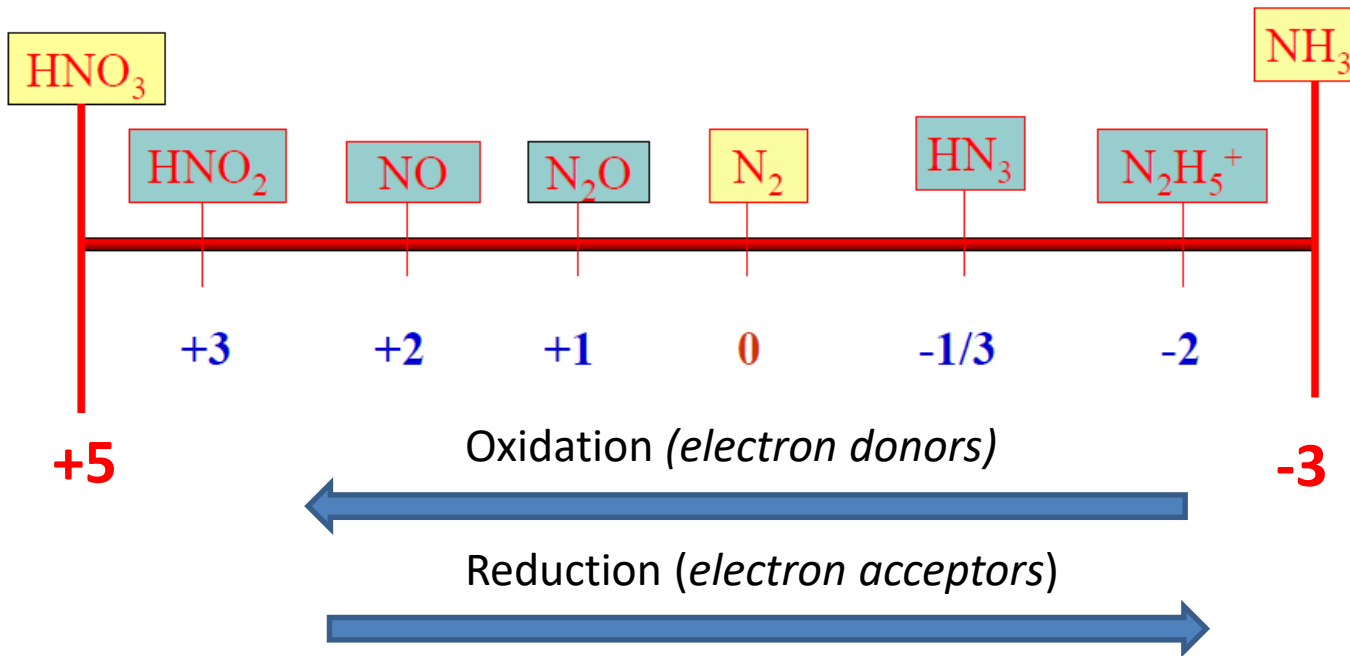 HNO₃
NH₃
HNO₂
NO
N₂O
N₂
HN₃
N₂H₅⁺
+3
+2
+1
0
-1/3
-2
+5
-3
Oxidation (electron donors)
Reduction (electron acceptors)